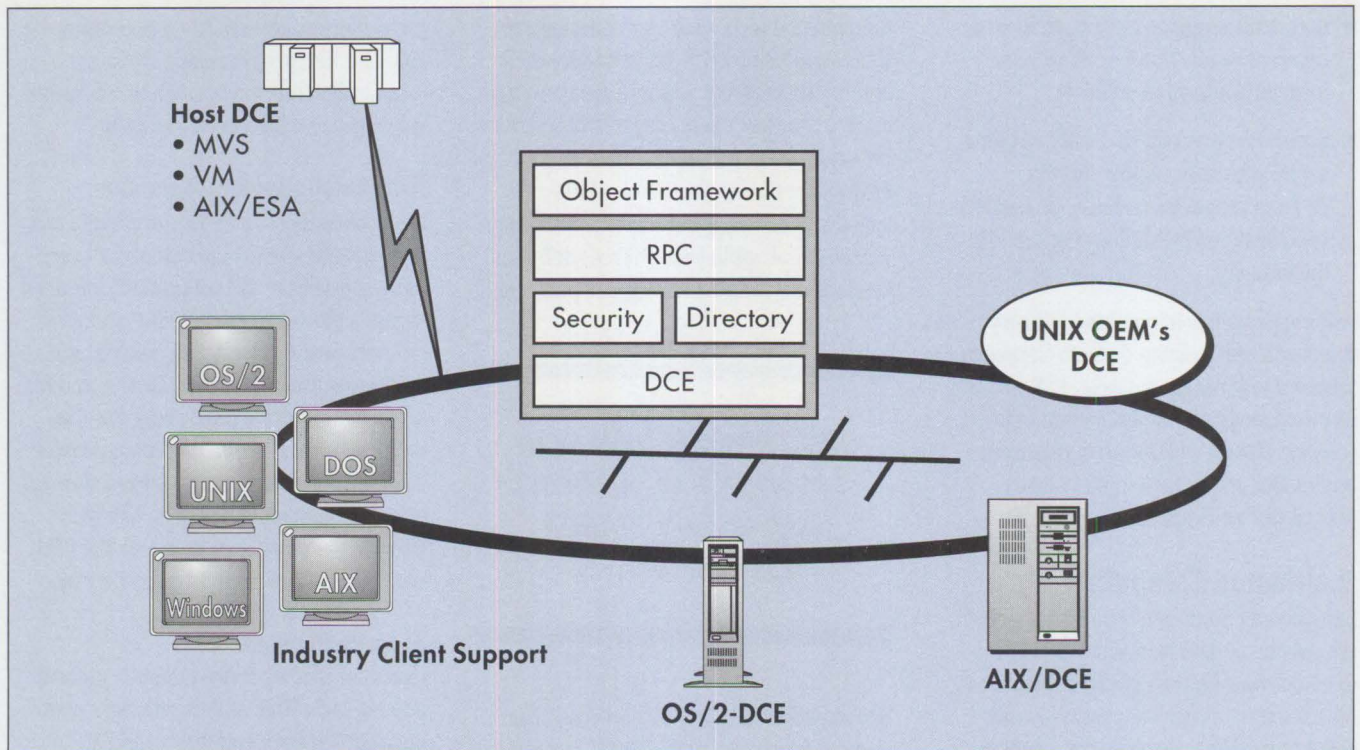 Host DCE
• MVS
• VM
• AIX/ESA
Object Framework
RPC
Security Directory
DCE
UNIX OEM's
DCE
OS/2
DOS
UNIX
AIX
Windows
Industry Client Support
OS/2-DCE
AIX/DCE